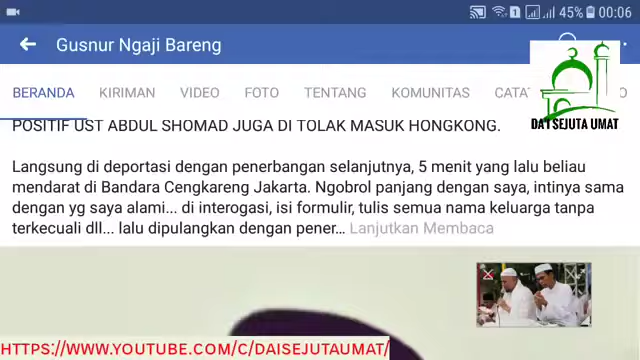 45% 00:06
Gusnur Ngaji Bareng
BERANDA KIRIMAN VIDEO FOTO TENTANG KOMUNITAS
DA'I SEJUTA UMAT
POSITIF UST ABDUL SHOMAD JUGA DI TOLAK MASUK HONGKONG.
Langsung di deportasi dengan penerbangan selanjutnya, 5 menit yang lalu beliau
mendarat di Bandara Cengkareng Jakarta. Ngobrol panjang dengan saya, intinya sama
dengan yg saya alami... di interogasi, isi formulir, tulis semua nama keluarga tanpa
terkecuali dll... lalu dipulangkan dengan pener... Lanjutkan Membaca
HTTPS://WWW.YOUTUBE.COM/C/DAISEJUTAUMAT/